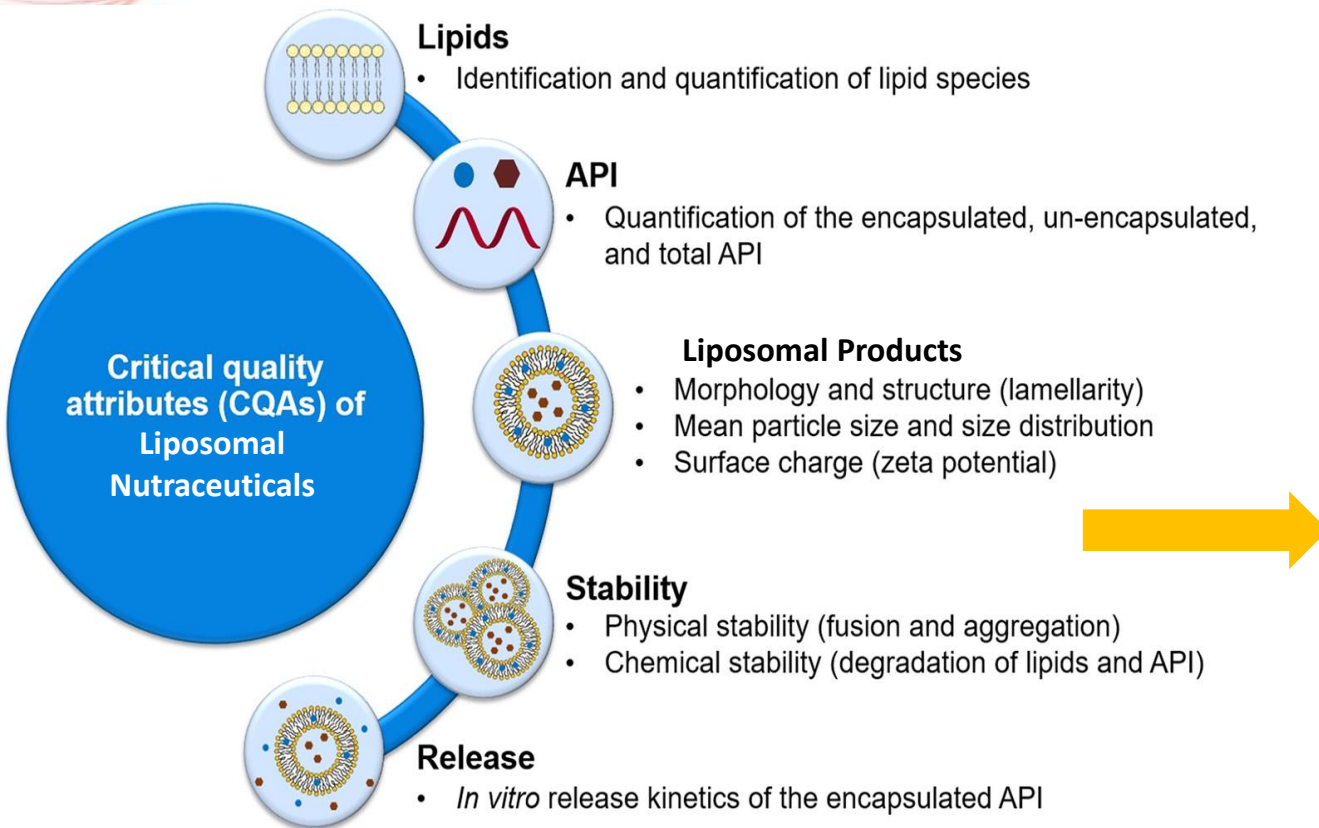 Lipids
• Identification and quantification of lipid species
API
• Quantification of the encapsulated, un-encapsulated,
and total API
Critical quality
attributes (CQAs) of
Liposomal
Nutraceuticals
Liposomal Products
• Morphology and structure (lamellarity)
• Mean particle size and size distribution
• Surface charge (zeta potential)
Stability
• Physical stability (fusion and aggregation)
• Chemical stability (degradation of lipids and API)
Release
• In vitro release kinetics of the encapsulated API